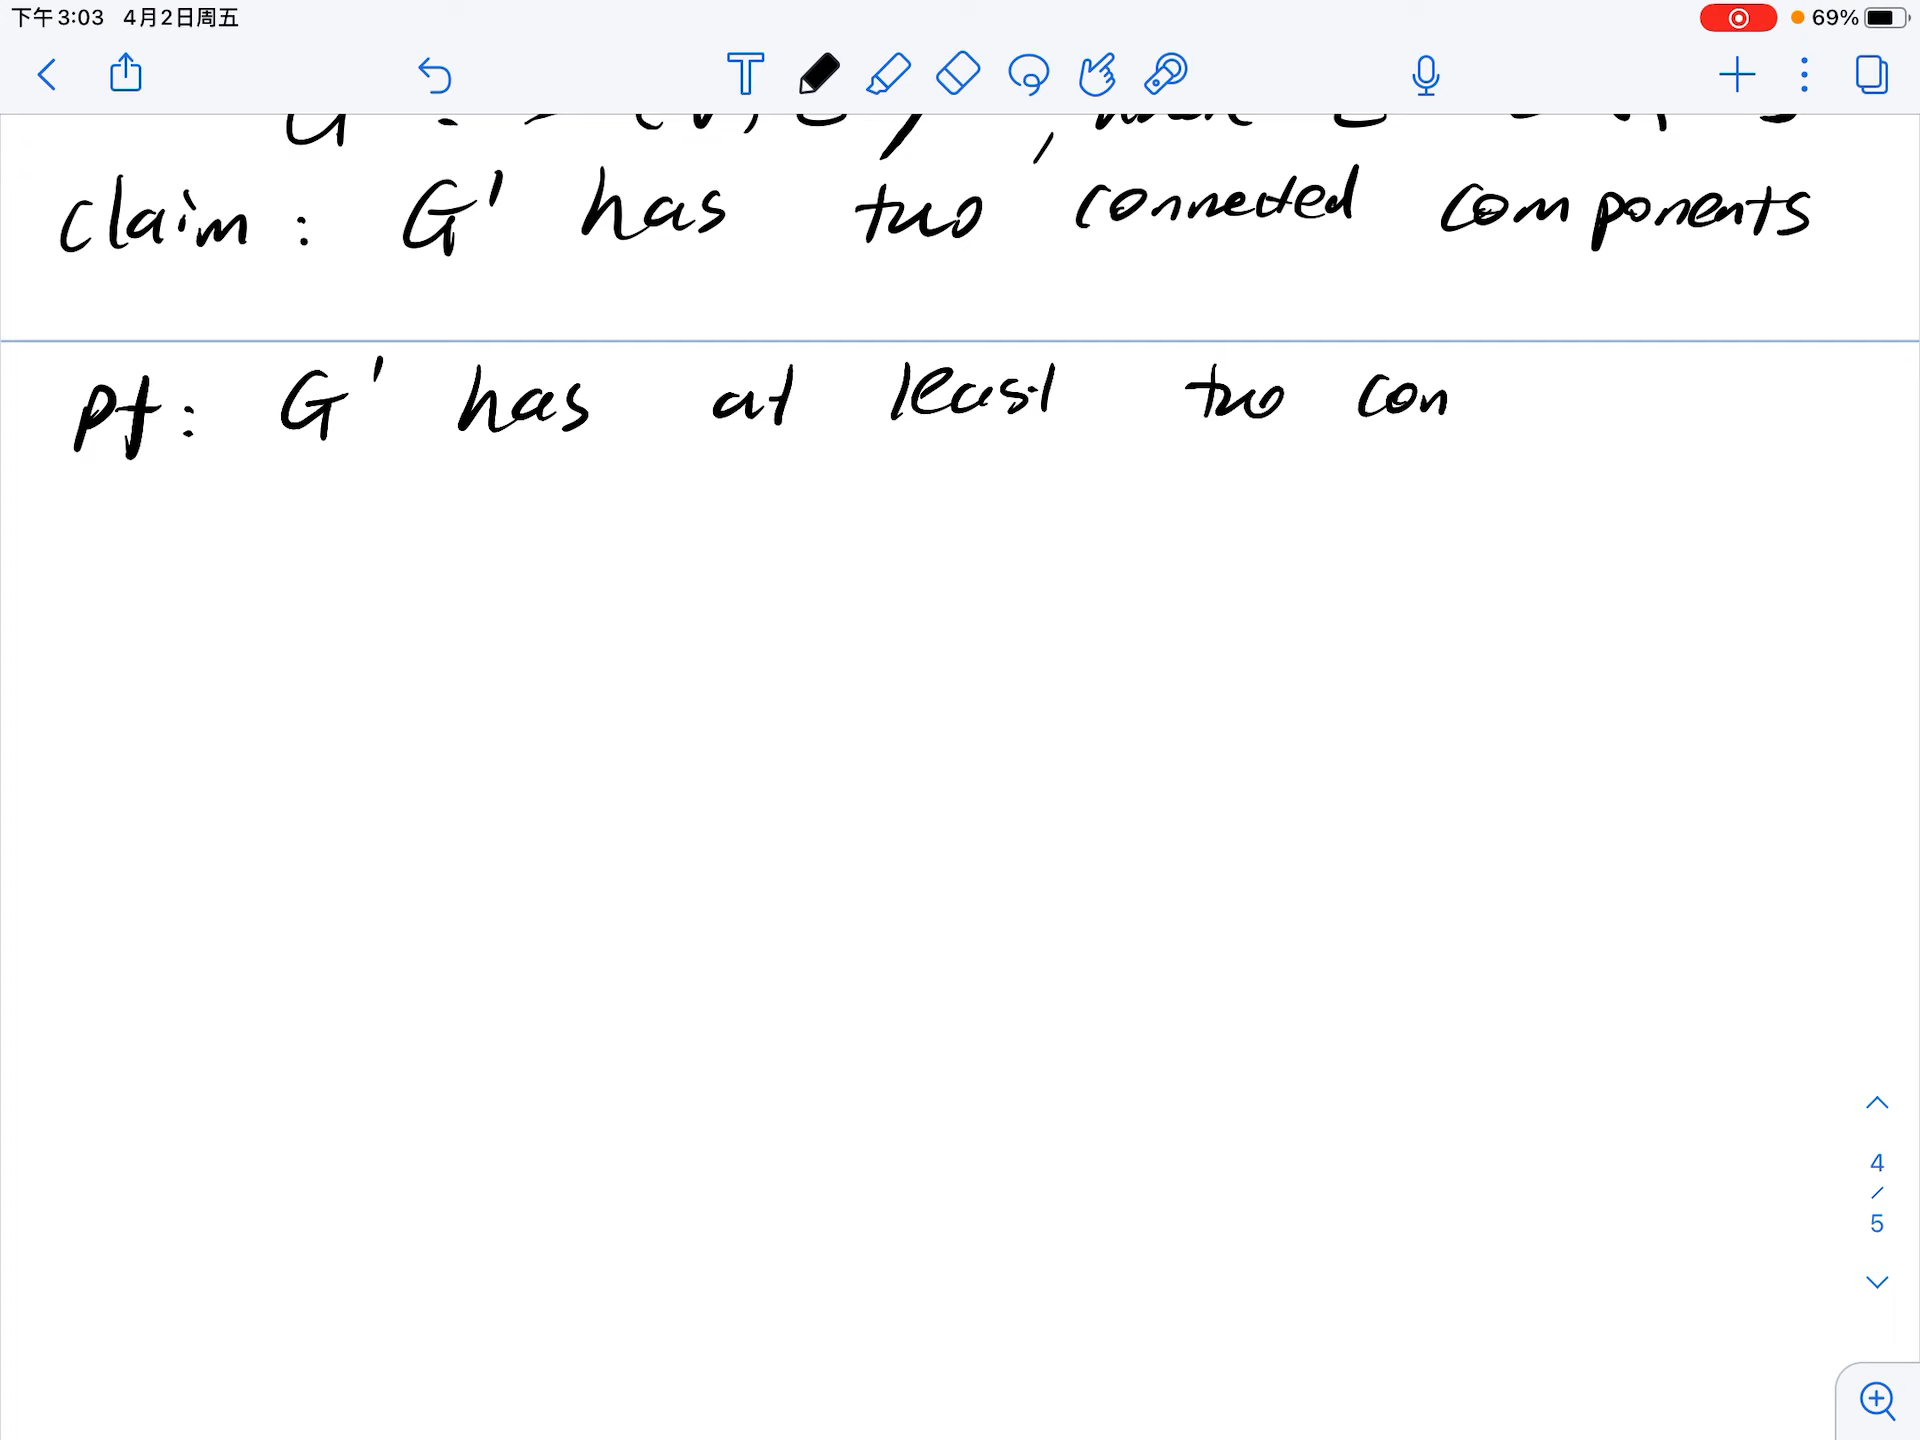 下午3:03 4月2日周五
69%
claim: G' has two connected components
pf: G' has at least two con
4
/
5